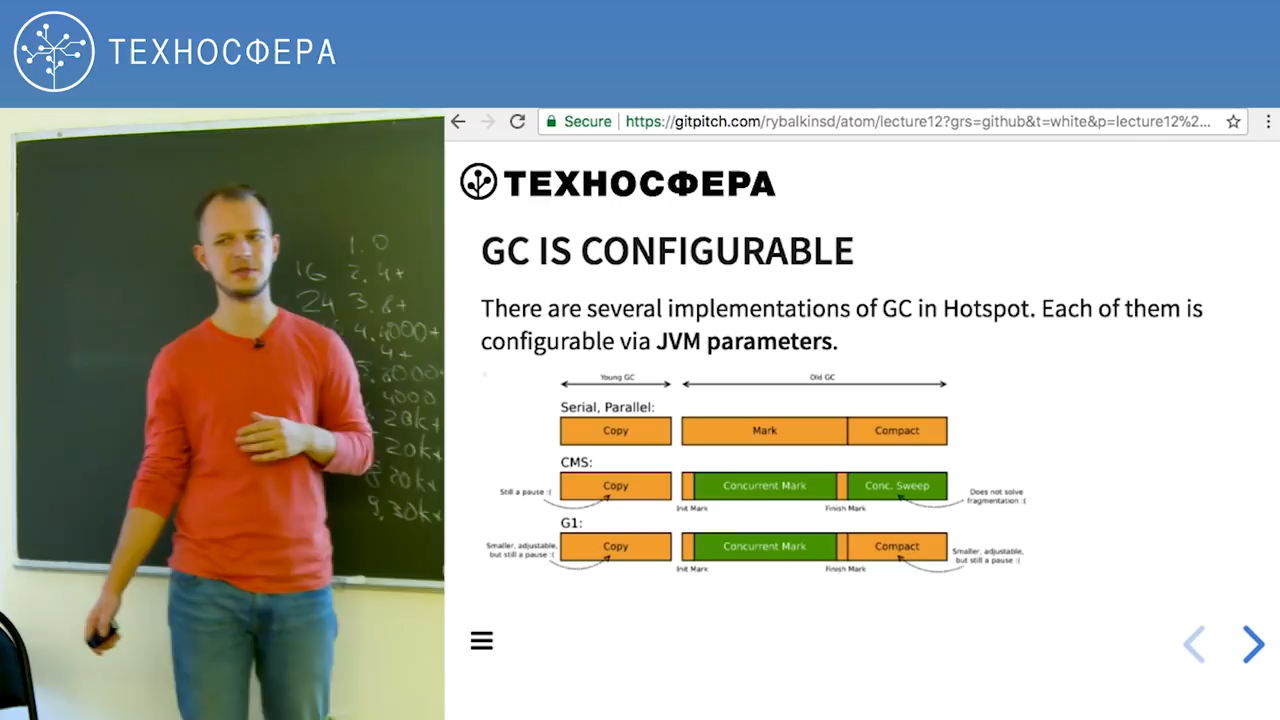 ТЕХНОСФЕРА
1. 0
16 2. 4+
24 3. 8+
4. 4000+
4+
8000
4000
20k+
20k+
20k+
9. 30k+
Secure https://gitpitch.com/rybalkinsd/atom/lecture12?grs=github&t=white&p=lecture12%2...
ТЕХНОСФЕРА
GC IS CONFIGURABLE
There are several implementations of GC in Hotspot. Each of them is
configurable via JVM parameters.
Young GC Old GC
Serial, Parallel:
Copy Mark Compact
CMS:
Still a pause :( Copy Concurrent Mark Conc. Sweep Does not solve
fragmentation :(
Init Mark Finish Mark
G1:
Smaller, adjustable,
but still a pause :( Copy Concurrent Mark Compact Smaller, adjustable,
but still a pause :(
Init Mark Finish Mark